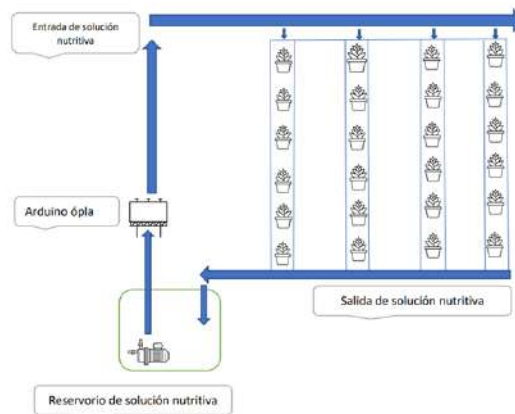 Entrada de solución
nutritiva
Arduino ópla
Salida de solución nutritiva
Reservorio de solución nutritiva